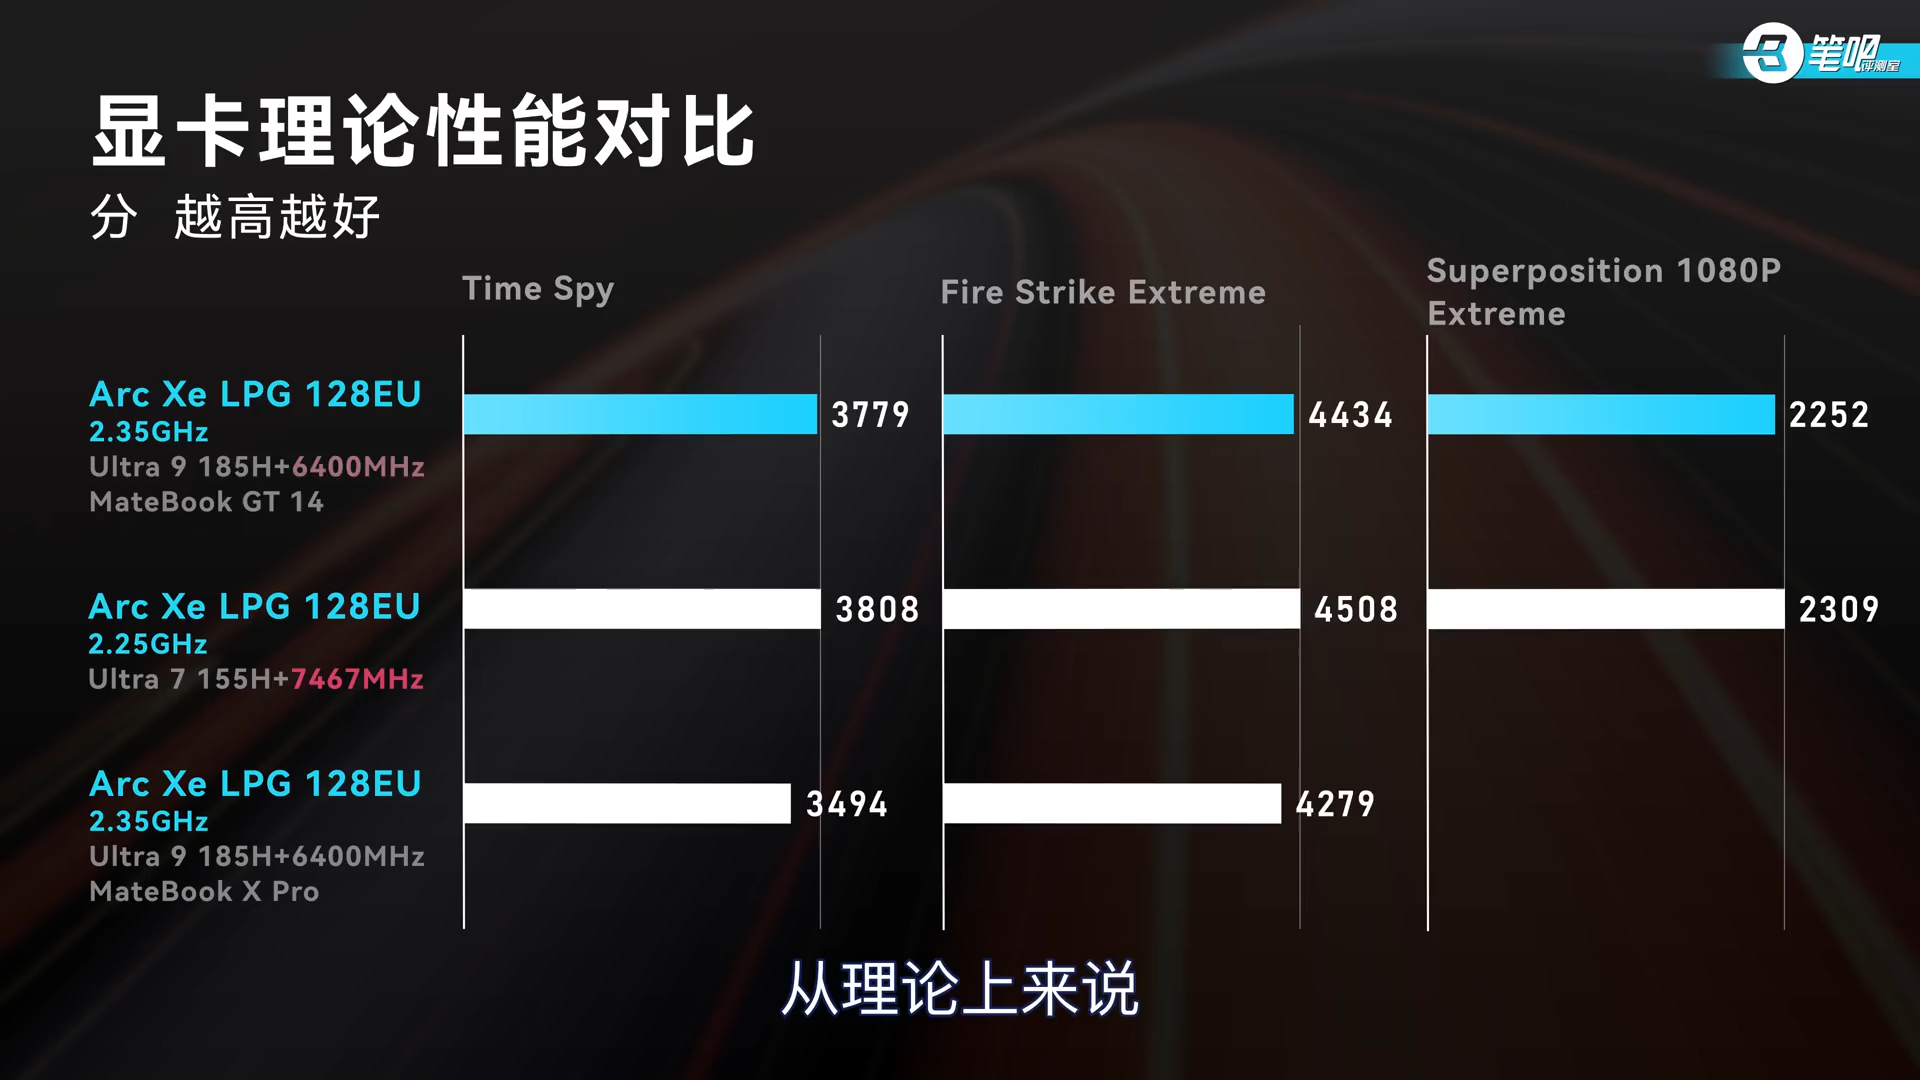 笔吧评测室
显卡理论性能对比
分 越高越好
Time Spy
Fire Strike Extreme
Superposition 1080P
Extreme
Arc Xe LPG 128EU
2.35GHz
Ultra 9 185H+6400MHz
MateBook GT 14
3779
4434
2252
Arc Xe LPG 128EU
2.25GHz
Ultra 7 155H+7467MHz
3808
4508
2309
Arc Xe LPG 128EU
2.35GHz
Ultra 9 185H+6400MHz
MateBook X Pro
3494
4279
从理论上来说